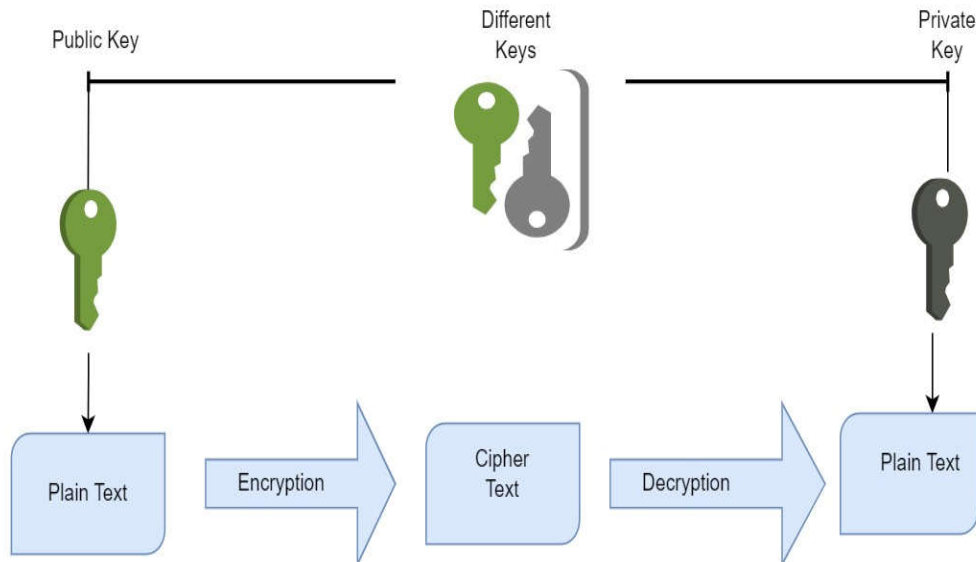 Public Key
Different
Keys
Private
Key
Plain Text
Encryption
Cipher
Text
Decryption
Plain Text